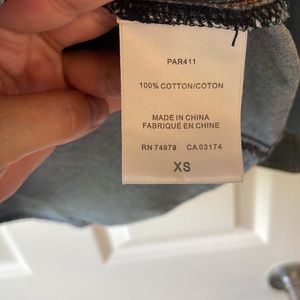 PAR411
100% COTTON/COTON
MADE IN CHINA
FABRIQUÉ EN CHINE
RN 74979 CA 03174
XS